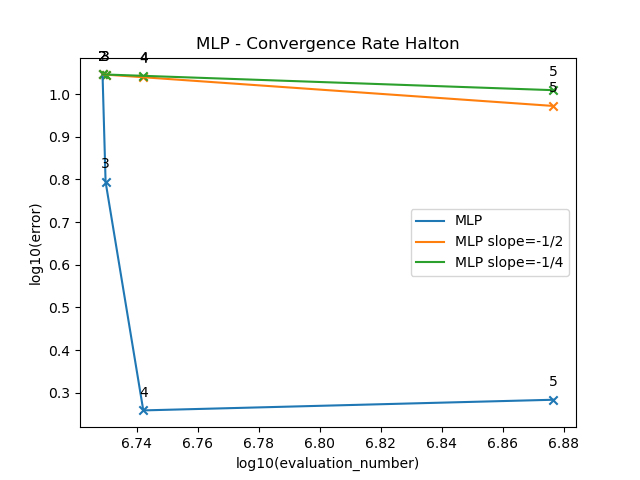 MLP - Convergence Rate Halton
2 3 4 5
5
3
4
5
MLP
MLP slope=-1/2
MLP slope=-1/4
1.0
0.9
0.8
0.7
0.6
0.5
0.4
0.3
log10(error)
6.74 6.76 6.78 6.80 6.82 6.84 6.86 6.88
log10(evaluation_number)